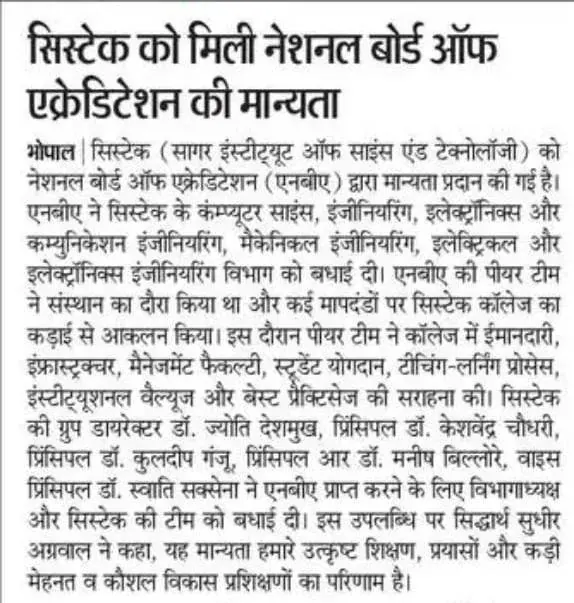 सिस्टेक को मिली नेशनल बोर्ड ऑफ
एक्रेडिटेशन की मान्यता
भोपाल | सिस्टेक (सागर इंस्टीट्यूट ऑफ साइंस एंड टेक्नोलॉजी) को
नेशनल बोर्ड ऑफ एक्रेडिटेशन (एनबीए) द्वारा मान्यता प्रदान की गई है।
एनबीए ने सिस्टेक के कंम्प्यूटर साइंस, इंजीनियरिंग, इलेक्ट्रॉनिक्स और
कम्युनिकेशन इंजीनियरिंग, मैकेनिकल इंजीनियरिंग, इलेक्ट्रिकल और
इलेक्ट्रॉनिक्स इंजीनियरिंग विभाग को बधाई दी। एनबीए की पीयर टीम
ने संस्थान का दौरा किया था और कई मापदंडों पर सिस्टेक कॉलेज का
कड़ाई से आकलन किया। इस दौरान पीयर टीम ने कॉलेज में ईमानदारी,
इंफ्रास्ट्रक्चर, मैनेजमेंट फैकल्टी, स्टूडेंट योगदान, टीचिंग-लर्निंग प्रोसेस,
इंस्टीट्यूशनल वैल्यूज और बेस्ट प्रैक्टिसेज की सराहना की। सिस्टेक
की ग्रुप डायरेक्टर डॉ. ज्योति देशमुख, प्रिंसिपल डॉ. केशवेंद्र चौधरी,
प्रिंसिपल डॉ. कुलदीप गंजू, प्रिंसिपल आर डॉ. मनीष बिल्लोरे, वाइस
प्रिंसिपल डॉ. स्वाति सक्सेना ने एनबीए प्राप्त करने के लिए विभागाध्यक्ष
और सिस्टेक की टीम को बधाई दी। इस उपलब्धि पर सिद्धार्थ सुधीर
अग्रवाल ने कहा, यह मान्यता हमारे उत्कृष्ट शिक्षण, प्रयासों और कड़ी
मेहनत व कौशल विकास प्रशिक्षणों का परिणाम है।